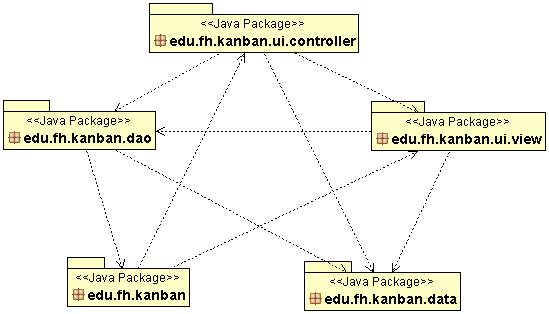 <<Java Package>>
edu.fh.kanban.ui.controller
<<Java Package>>
edu.fh.kanban.dao
<<Java Package>>
edu.fh.kanban.ui.view
<<Java Package>>
edu.fh.kanban
<<Java Package>>
edu.fh.kanban.data